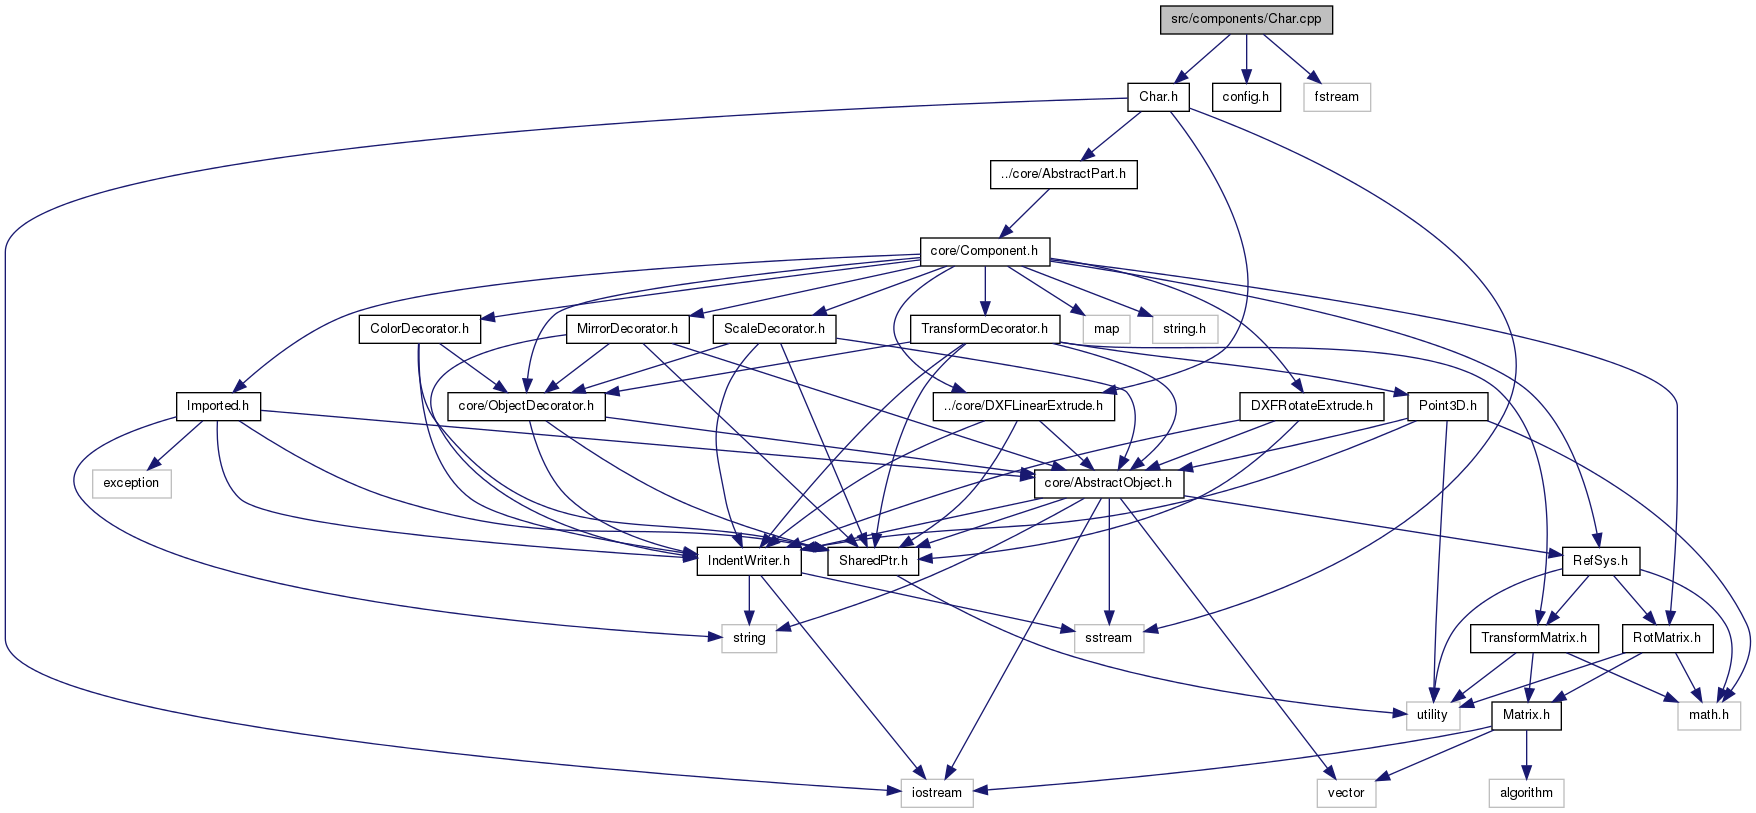 src/components/Char.cpp
Char.h
config.h
fstream
../core/AbstractPart.h
core/Component.h
ColorDecorator.h
MirrorDecorator.h
ScaleDecorator.h
TransformDecorator.h
map
string.h
Imported.h
core/ObjectDecorator.h
../core/DXFLinearExtrude.h
DXFRotateExtrude.h
Point3D.h
exception
core/AbstractObject.h
IndentWriter.h
SharedPtr.h
RefSys.h
string
sstream
TransformMatrix.h
RotMatrix.h
utility
Matrix.h
math.h
iostream
vector
algorithm